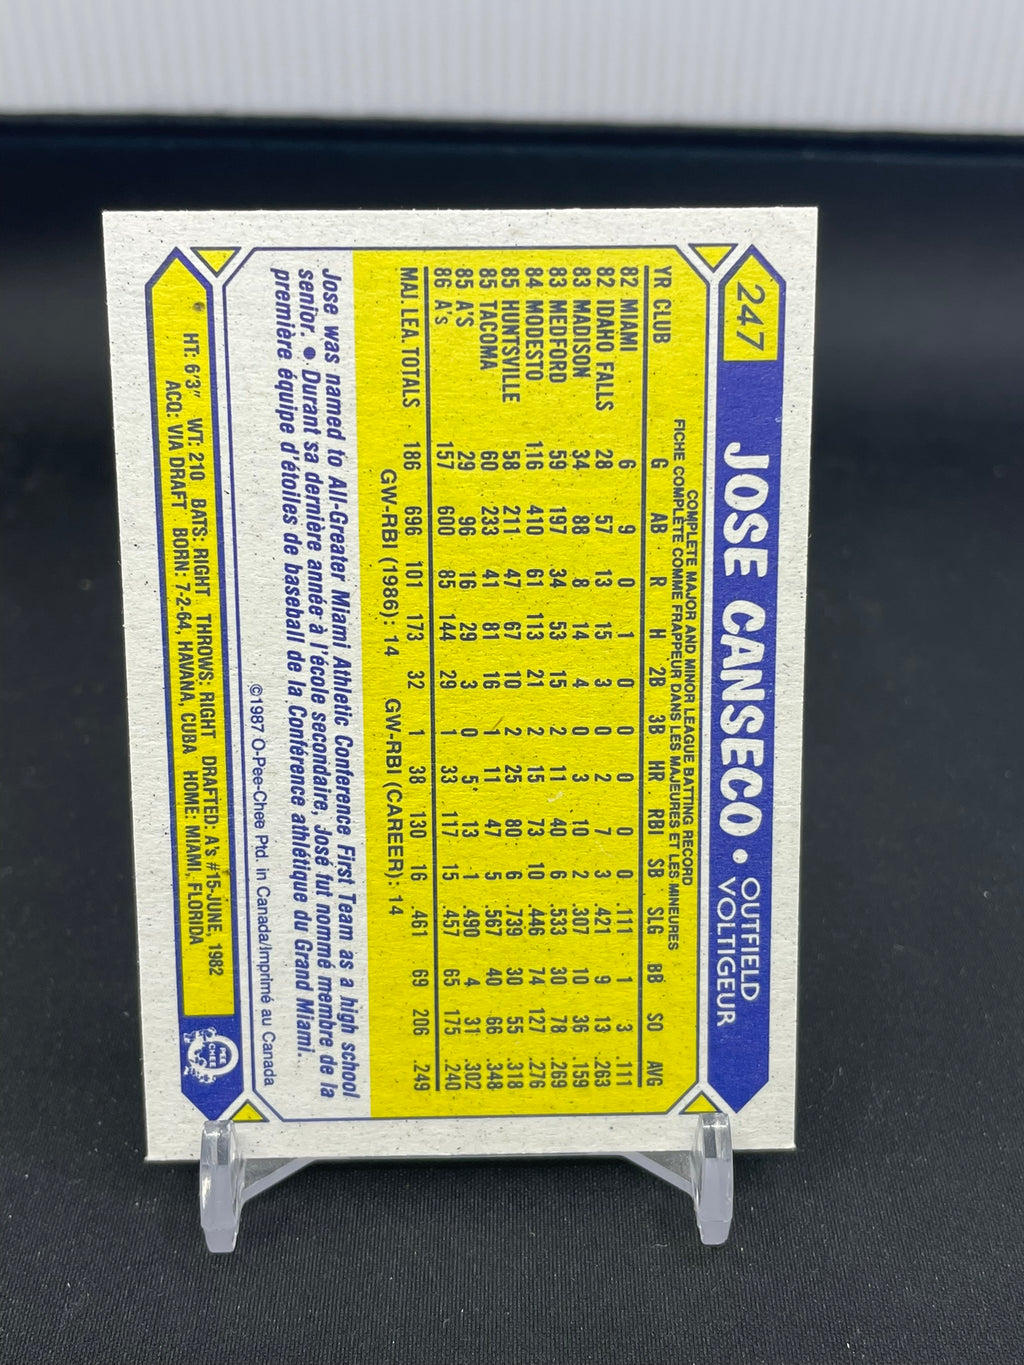 247
JOSE CANSECO • OUTFIELD
VOLTIGEUR
COMPLETE MAJOR AND MINOR LEAGUE BATTING RECORD
FICHE COMPLÈTE COMME FRAPPEUR DANS LES MAJEURES ET LES MINEURES
YR CLUB G AB R H 2B 3B HR RBI SB SLG BB SO AVG
82 MIAMI 6 9 0 1 0 0 0 0 0 .111 1 3 .111
82 IDAHO FALLS 28 57 13 15 3 0 2 7 3 .421 9 13 .263
83 MADISON 34 88 8 14 4 0 3 10 2 .307 10 36 .159
83 MEDFORD 59 197 34 53 15 2 11 40 6 .533 30 78 .269
84 MODESTO 116 410 61 113 21 2 15 73 10 .446 74 127 .276
85 HUNTSVILLE 58 211 47 67 10 2 25 80 6 .739 30 55 .318
85 TACOMA 60 233 41 81 16 1 11 47 5 .567 40 66 .348
85 A'S 29 96 16 29 3 0 5 13 1 .490 4 31 .302
86 A's 157 600 85 144 29 1 33 117 15 .457 65 175 .240
MAJ. LEA. TOTALS 186 696 101 173 32 1 38 130 16 .461 69 206 .249
GW-RBI (1986): 14 GW-RBI (CAREER): 14
Jose was named to All-Greater Miami Athletic Conference First Team as a high school
senior. • Durant sa dernière année à l'école secondaire, José fut nommé membre de la
première équipe d'étoiles de baseball de la Conférence athlétique du Grand Miami.
©1987 O-Pee-Chee Ptd. in Canada/Imprimé au Canada
HT: 6'3" WT: 210 BATS: RIGHT THROWS: RIGHT DRAFTED: A's #15-JUNE, 1982
ACQ: VIA DRAFT BORN: 7-2-64, HAVANA, CUBA HOME: MIAMI, FLORIDA
O PEE CHEE